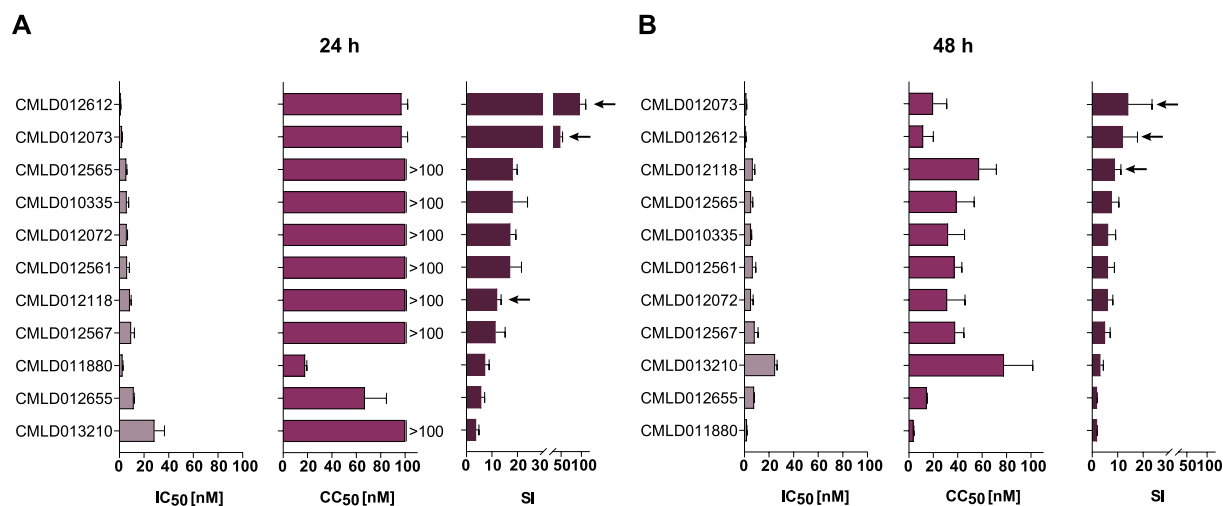 A
24 h
CMLD012612
CMLD012073
CMLD012565 >100
CMLD010335 >100
CMLD012072 >100
CMLD012561 >100
CMLD012118 >100
CMLD012567 >100
CMLD011880
CMLD012655
CMLD013210 >100
0 20 40 60 80 100 0 20 40 60 80 100 0 10 20 30 50 100
IC50 [nM] CC50 [nM] SI
B
48 h
CMLD012073
CMLD012612
CMLD012118
CMLD012565
CMLD010335
CMLD012561
CMLD012072
CMLD012567
CMLD013210
CMLD012655
CMLD011880
0 20 40 60 80 100 0 20 40 60 80 100 0 10 20 30 50 100
IC50 [nM] CC50 [nM] SI